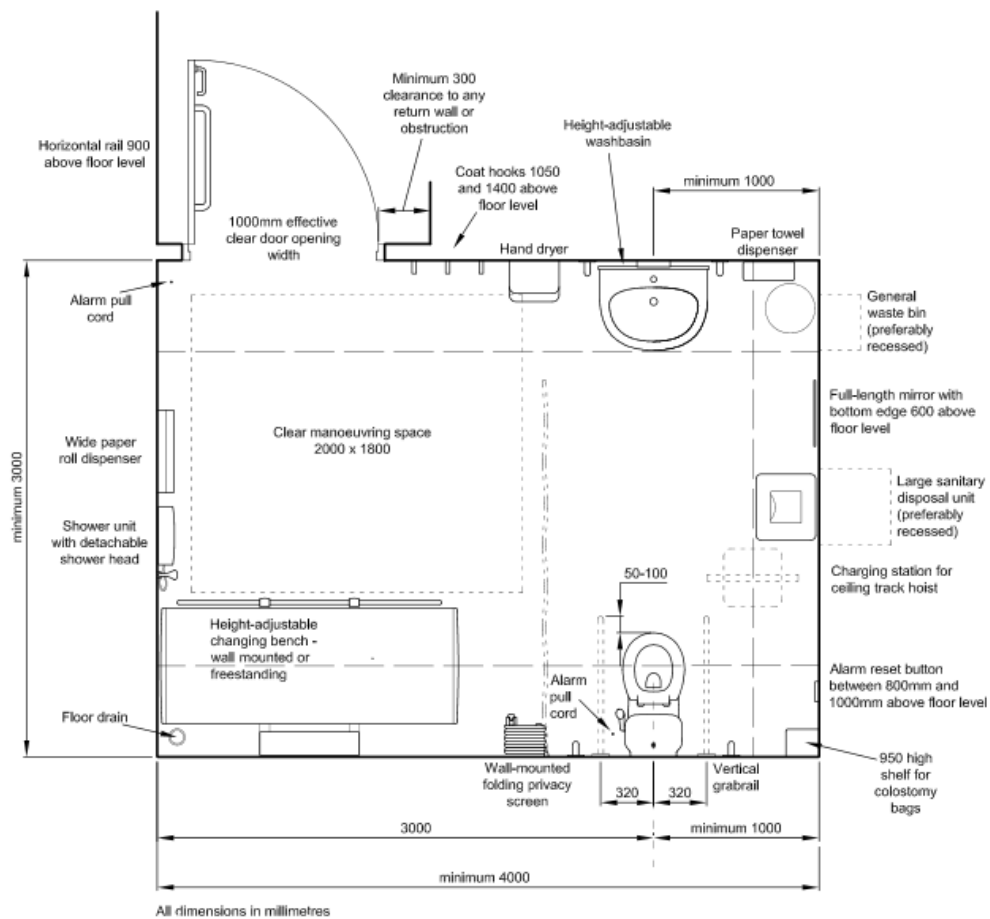 Minimum 300
clearance to any
return wall or
obstruction
Height-adjustable
washbasin
Horizontal rail 900
above floor level
Coat hooks 1050
and 1400 above
floor level
minimum 1000
1000mm effective
clear door opening
width
Hand dryer
Paper towel
dispenser
Alarm pull
cord
General
waste bin
(preferably
recessed)
Clear manoeuvring space
2000 x 1800
Full-length mirror with
bottom edge 600 above
floor level
Wide paper
roll dispenser
minimum 3000
Large sanitary
disposal unit
(preferably
recessed)
Shower unit
with detachable
shower head
50-100
Charging station for
ceiling track hoist
Height-adjustable
changing bench -
wall mounted or
freestanding
Alarm
pull
cord
Alarm reset button
between 800mm and
1000mm above floor level
Floor drain
Wall-mounted
folding privacy
screen
320
320
Vertical
grabrail
950 high
shelf for
colostomy
bags
3000
minimum 1000
minimum 4000
All dimensions in millimetres